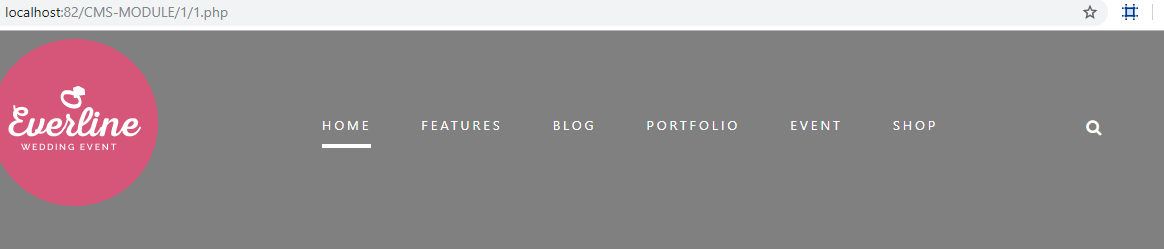 localhost:82/CMS-MODULE/1/1.php
Everline
WEDDING EVENT
HOME FEATURES BLOG PORTFOLIO EVENT SHOP